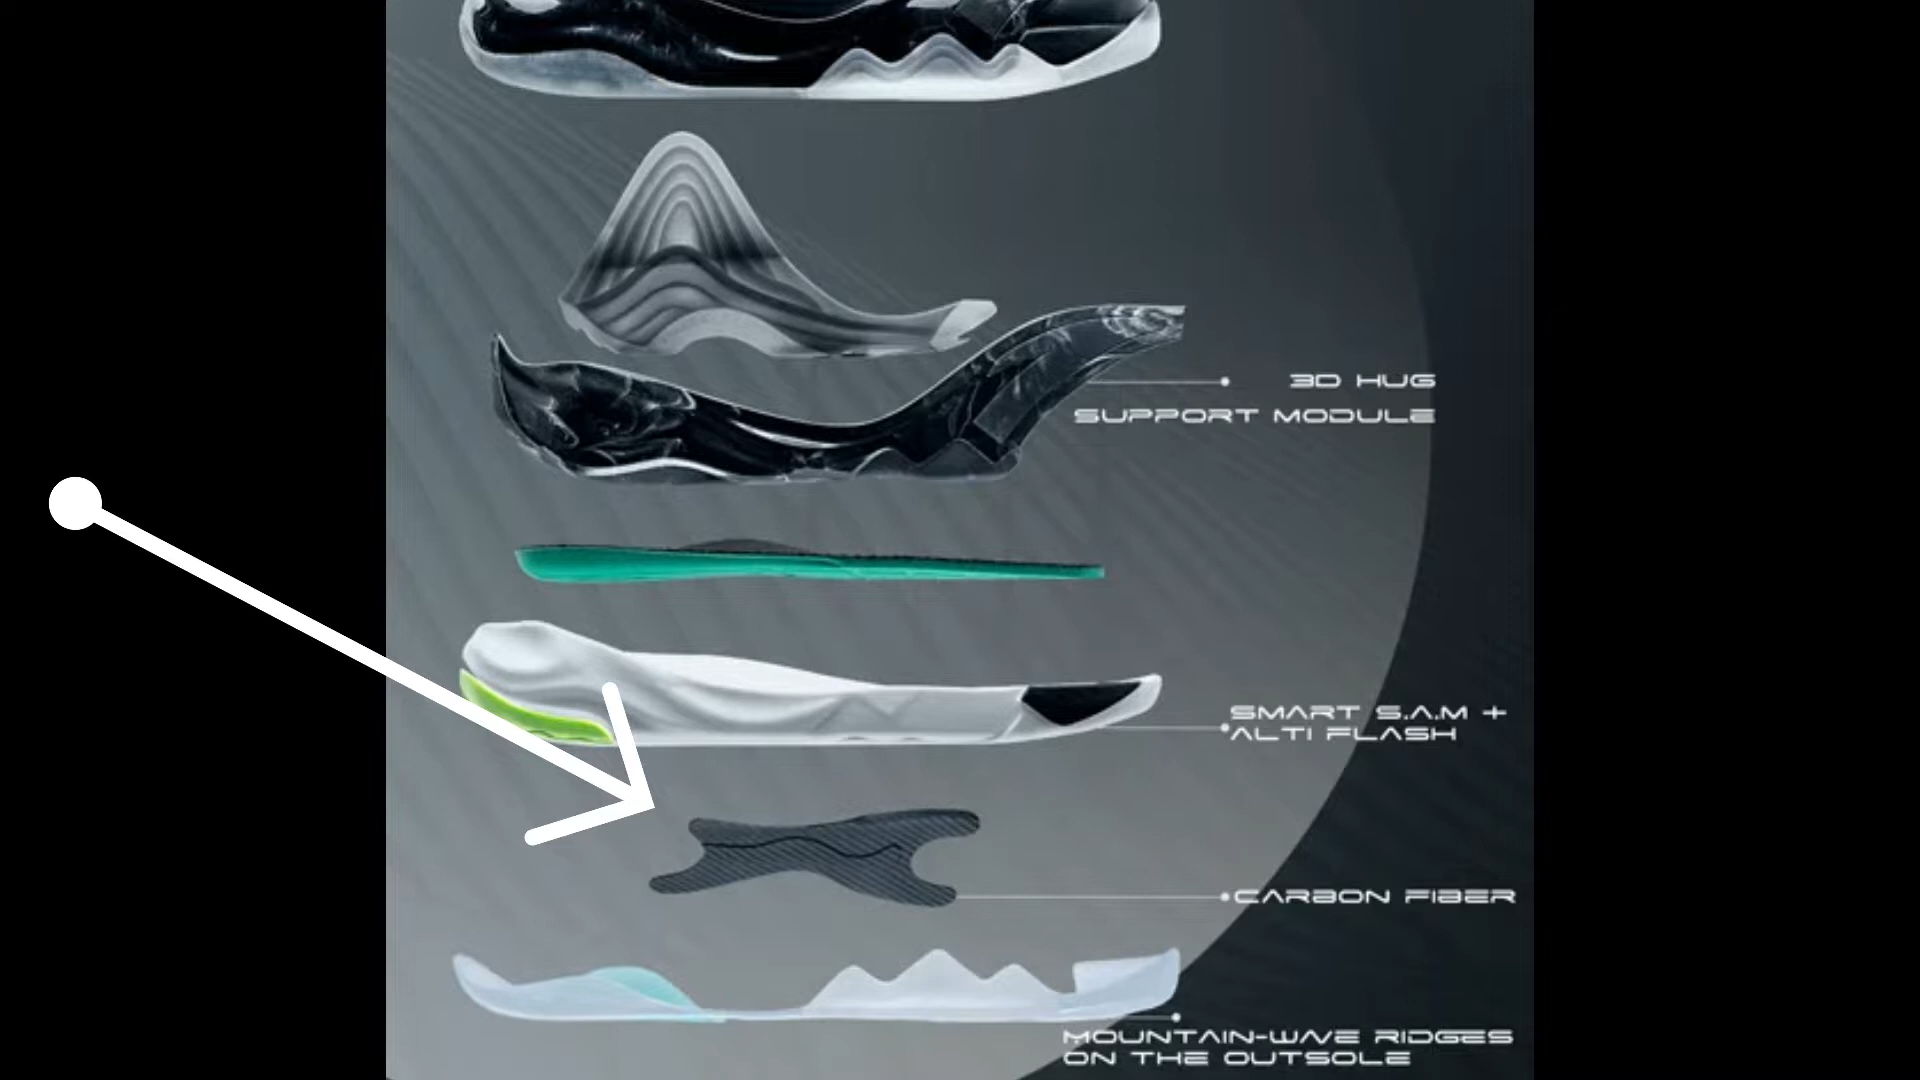 3D HUG
SUPPORT MODULE
SMART S.A.M +
ALTI FLASH
CARBON FIBER
MOUNTAIN-WAVE RIDGES
ON THE OUTSOLE